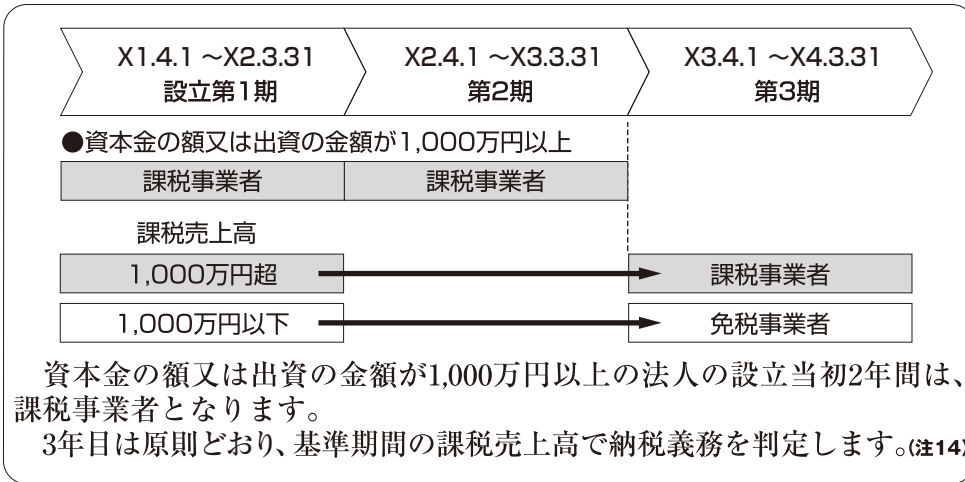 X1.4.1 ～X2.3.31
設立第1期
X2.4.1 ～X3.3.31
第2期
X3.4.1 ～X4.3.31
第3期
●資本金の額又は出資の金額が1,000万円以上
課税事業者
課税事業者
課税売上高
1,000万円超
課税事業者
1,000万円以下
免税事業者
資本金の額又は出資の金額が1,000万円以上の法人の設立当初2年間は、
課税事業者となります。
3年目は原則どおり、基準期間の課税売上高で納税義務を判定します。(注14)